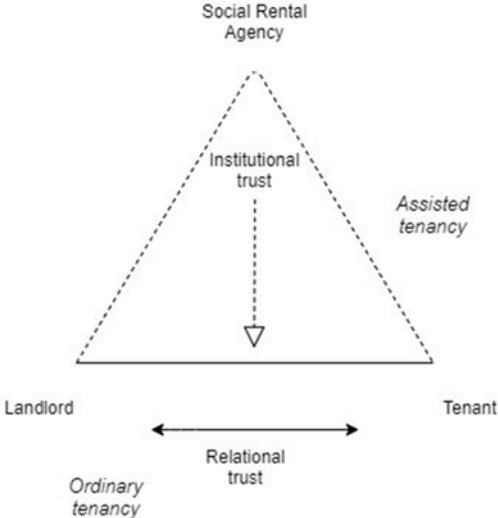 Social Rental
Agency
Institutional
trust
Assisted
tenancy
Landlord
Tenant
Relational
trust
Ordinary
tenancy